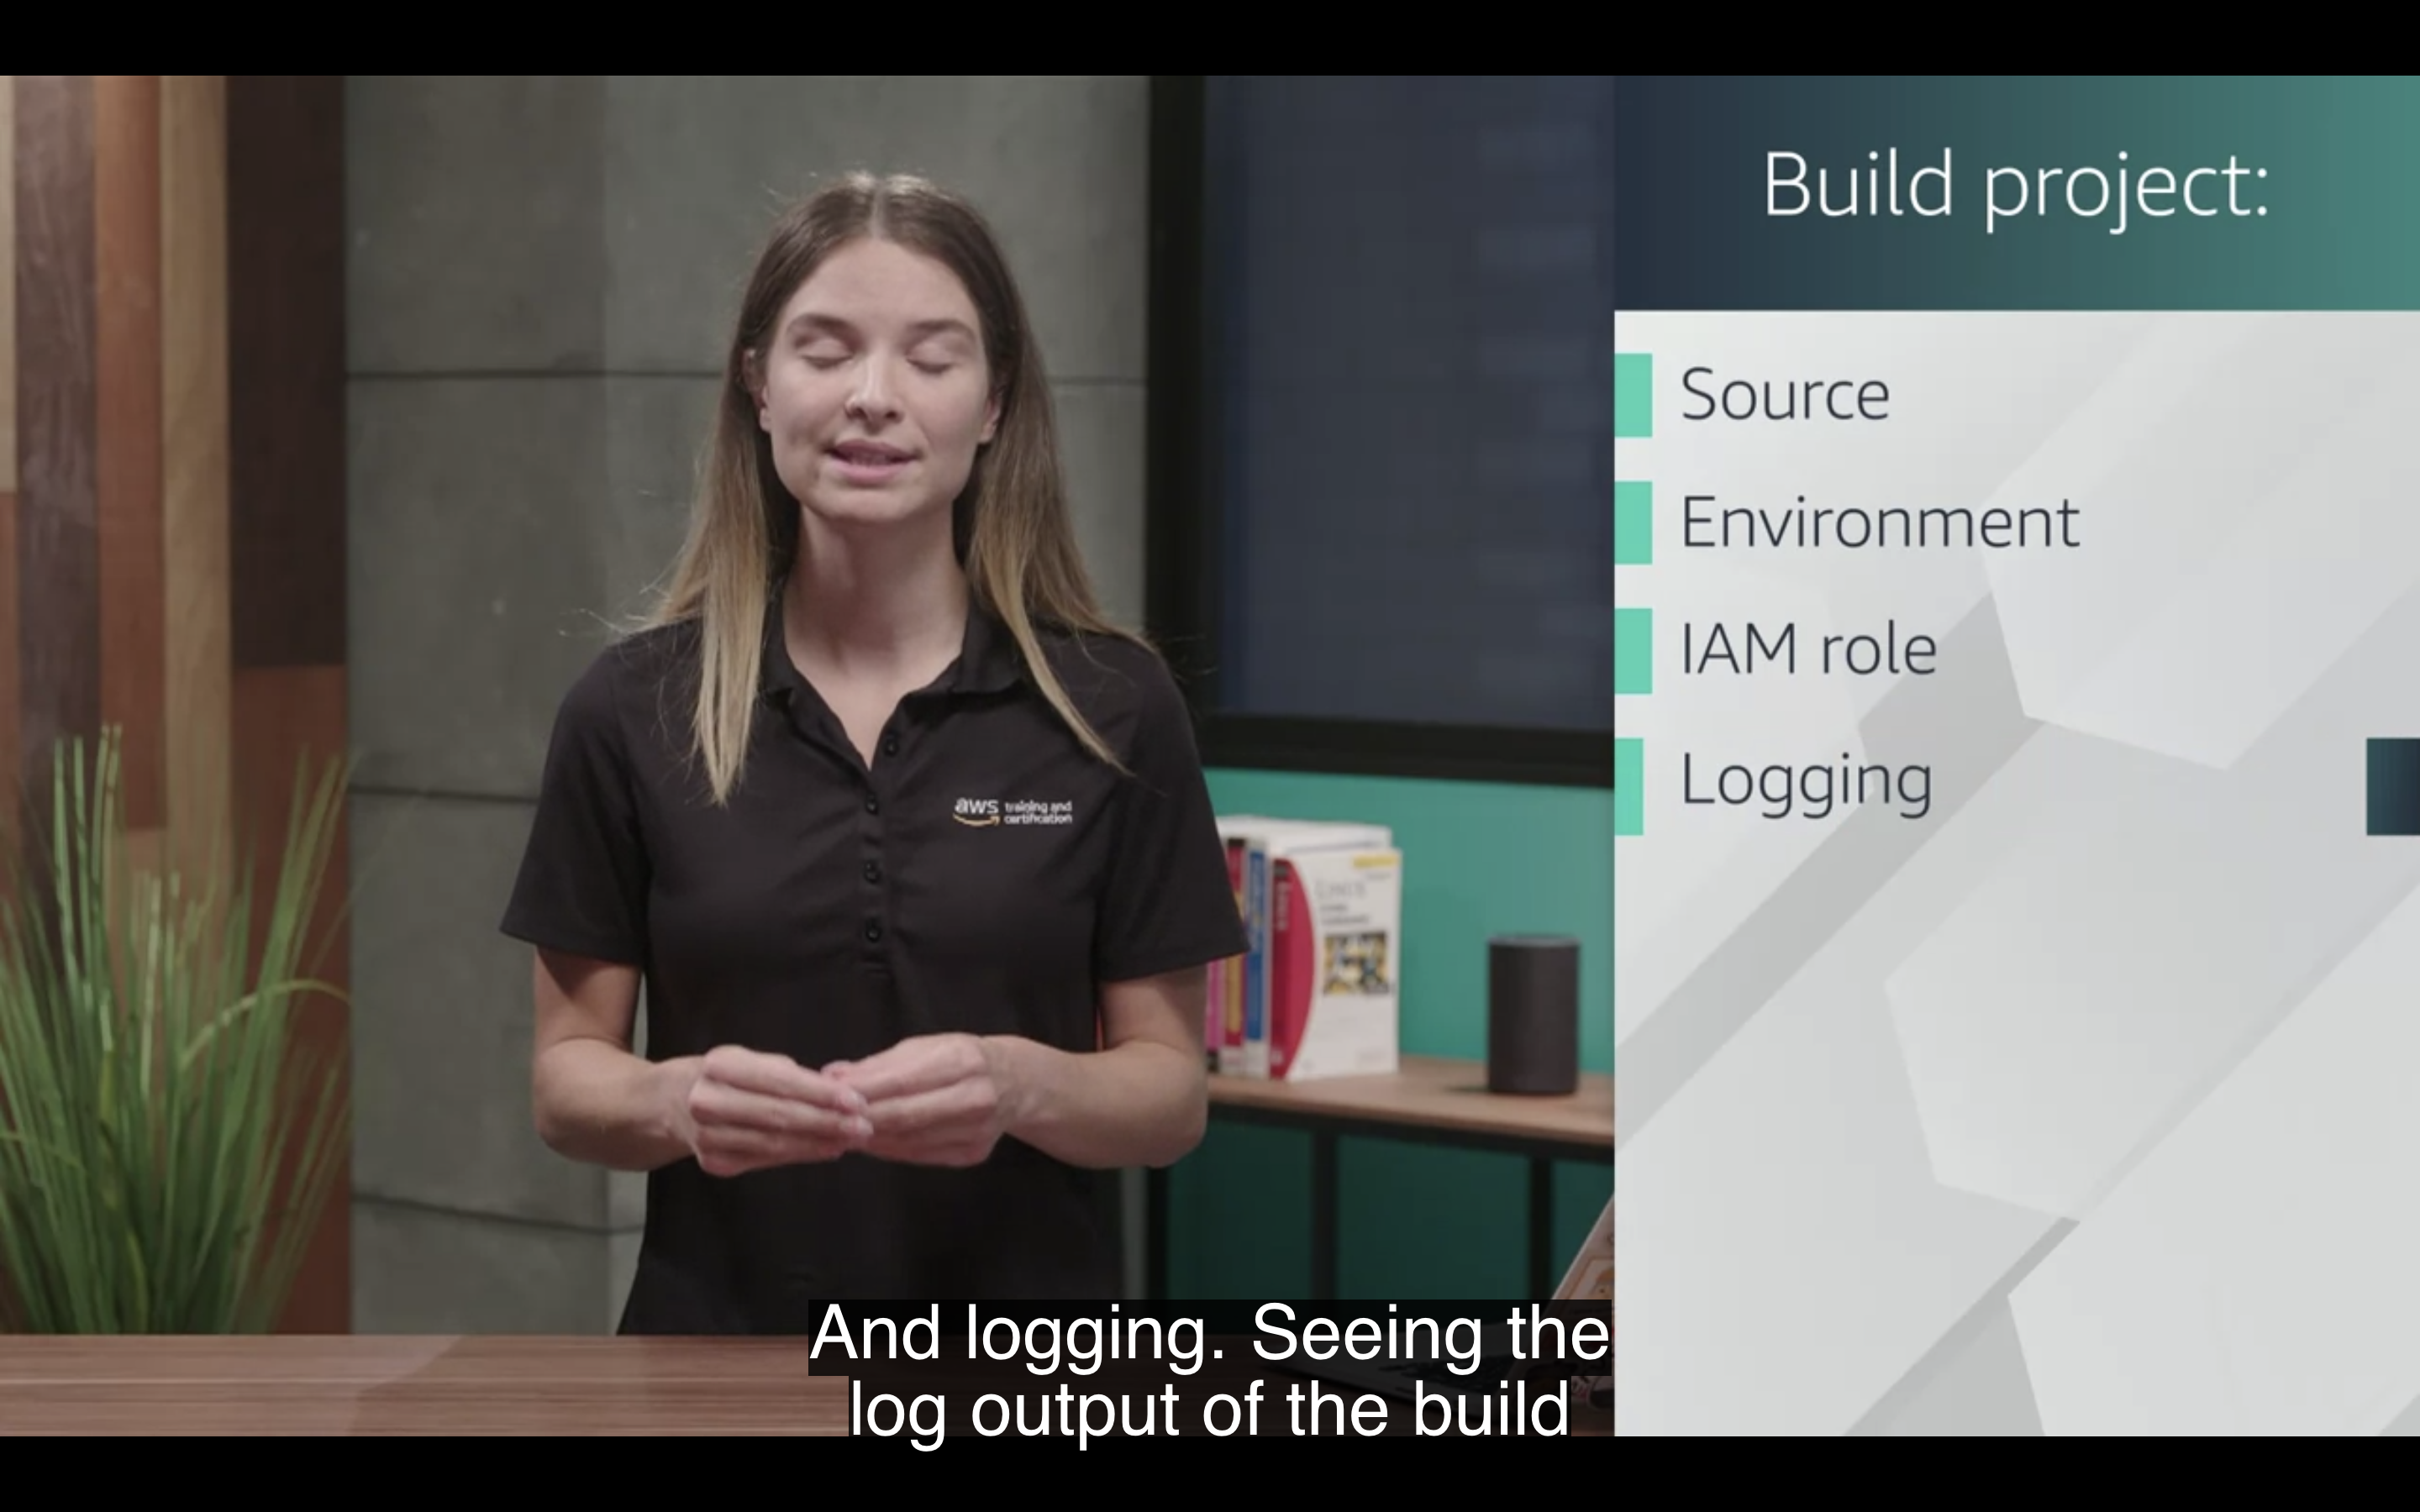 Build project:
Source
Environment
IAM role
Logging
aws training and
certification
And logging. Seeing the
log output of the build